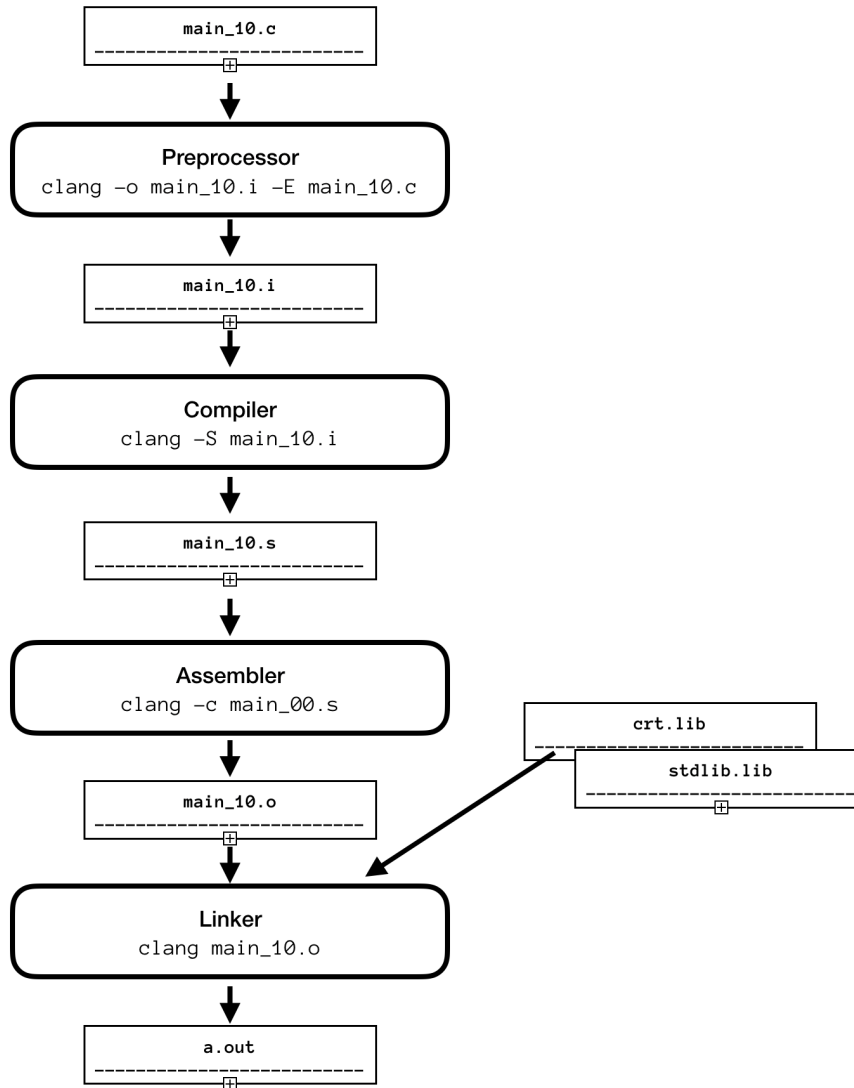 main_10.c
Preprocessor
clang -o main_10.i -E main_10.c
main_10.i
Compiler
clang -S main_10.i
main_10.s
Assembler
clang -c main_00.s
crt.lib
stdlib.lib
main_10.o
Linker
clang main_10.o
a.out